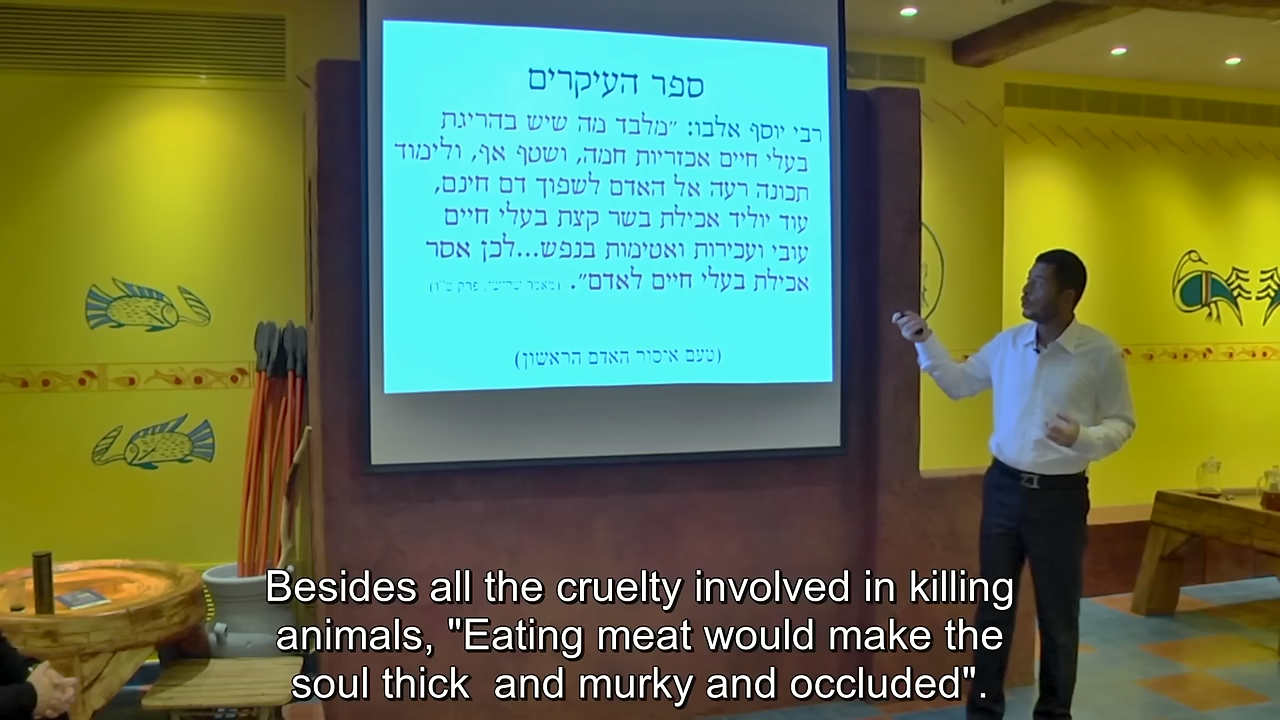 ספר העיקרים
רבי יוסף אלבו: ״מלבד מה שיש בהריגת
בעלי חיים אכזריות חמה, ושטף אף, ולימוד
תכונה רעה אל האדם לשפוך דם חינם,
עוד יוליד אכילת בשר קצת בעלי חיים
עובי ועכירות ואטימות בנפש...לכן אסר
אכילת בעלי חיים לאדם״. (מאמר שלישי, פרק ט״ו)
(טעם איסור האדם הראשון)
Besides all the cruelty involved in killing
animals, "Eating meat would make the
soul thick  and murky and occluded".